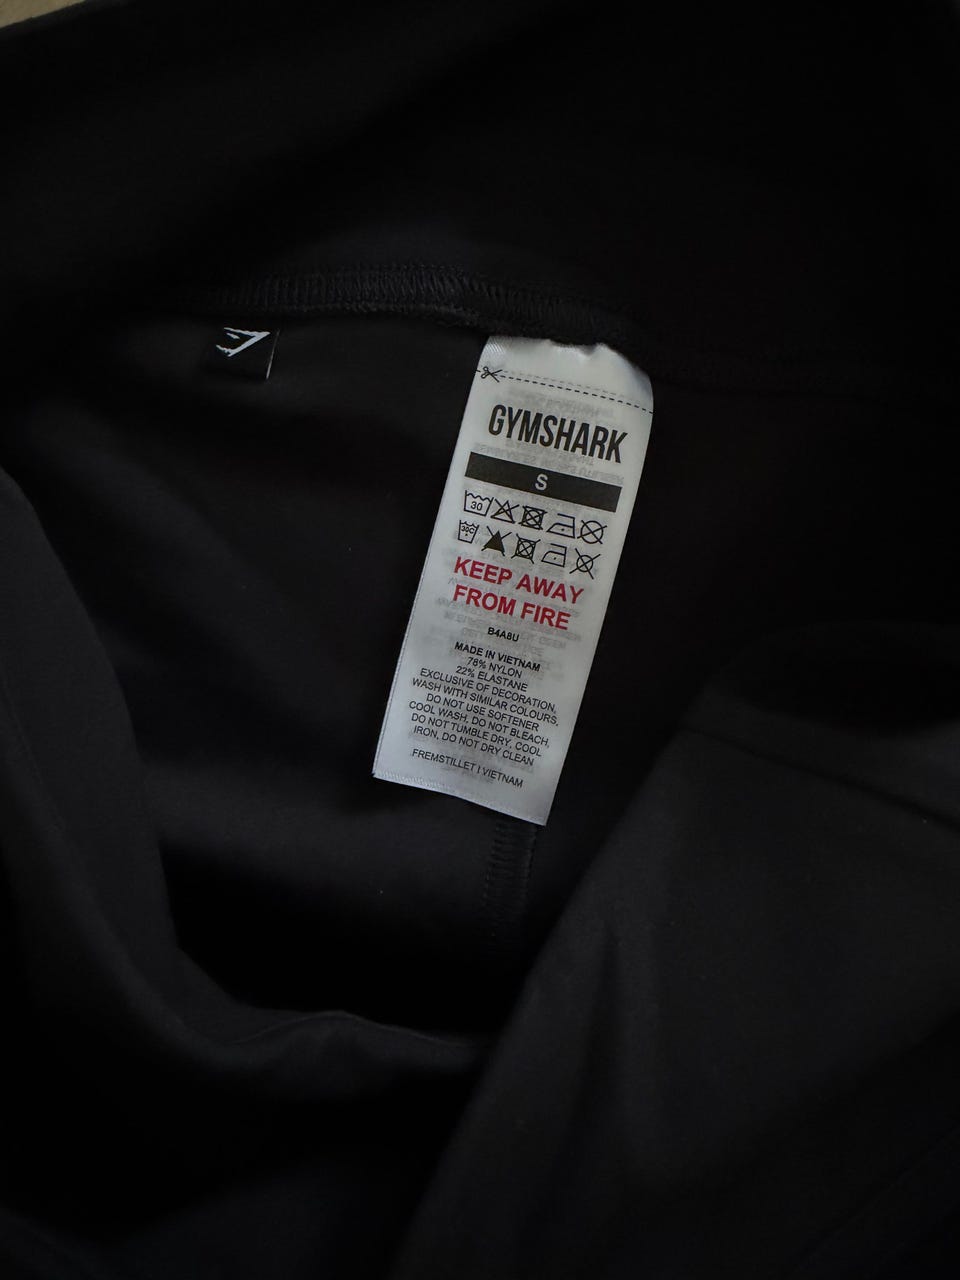 GYMSHARK
S
30
30C
KEEP AWAY
FROM FIRE
B4A8U
MADE IN VIETNAM
78% NYLON
22% ELASTANE
EXCLUSIVE OF DECORATION,
WASH WITH SIMILAR COLOURS,
DO NOT USE SOFTENER
COOL WASH, DO NOT BLEACH,
DO NOT TUMBLE DRY, COOL
IRON, DO NOT DRY CLEAN
FREMSTILLET I VIETNAM